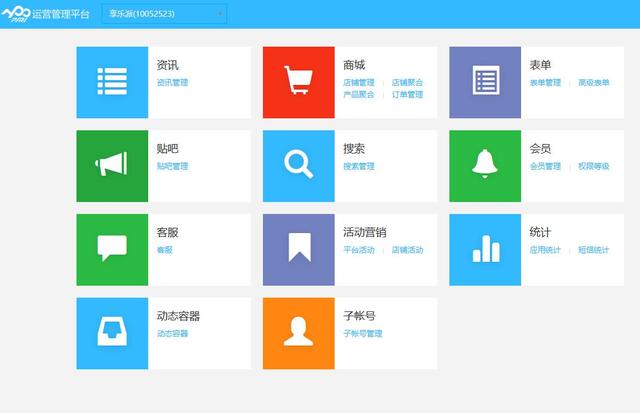 运营管理平台 享乐派(10052523)
资讯
资讯管理
商城
店铺管理 | 店铺聚合
产品聚合 | 订单管理
表单
表单管理 | 高级表单
贴吧
贴吧管理
搜索
搜索管理
会员
会员管理 | 权限等级
客服
客服
活动营销
平台活动 | 店铺活动
统计
应用统计 | 短信统计
动态容器
动态容器
子帐号
子帐号管理